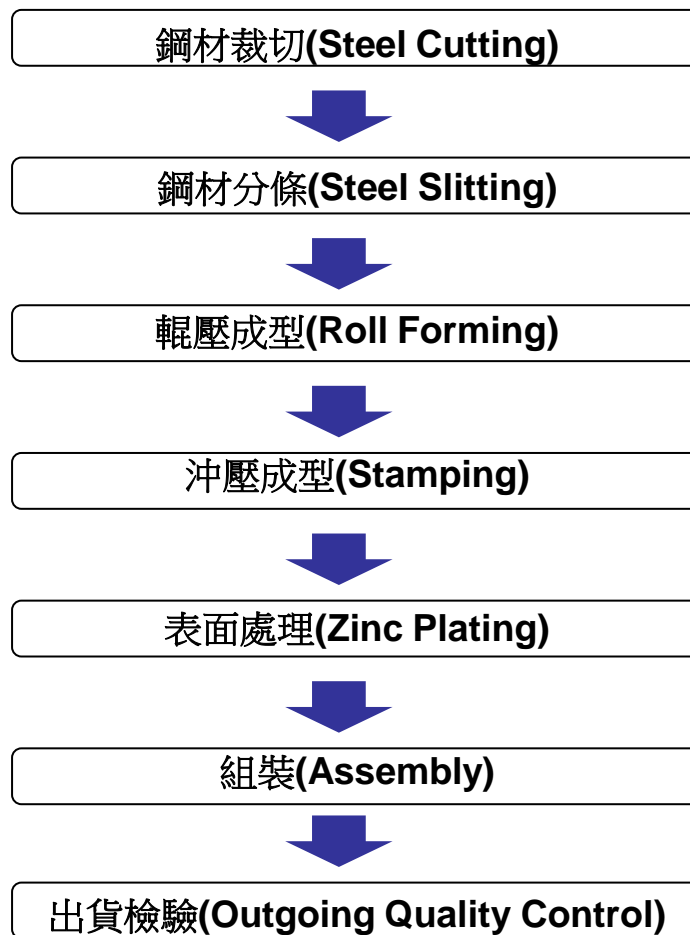 鋼材裁切(Steel Cutting)
鋼材分條(Steel Slitting)
輥壓成型(Roll Forming)
沖壓成型(Stamping)
表面處理(Zinc Plating)
組裝(Assembly)
出貨檢驗(Outgoing Quality Control)